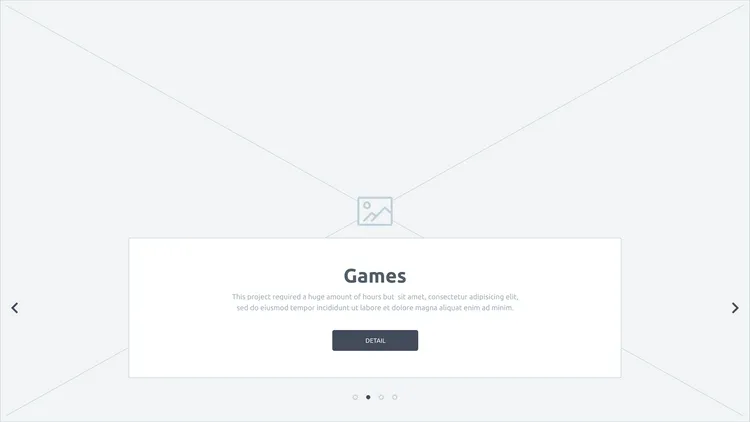 Games
This project required a huge amount of hours but  sit amet, consectetur adipisicing elit,
sed do eiusmod tempor incididunt ut labore et dolore magna aliquat enim ad minim.
DETAIL